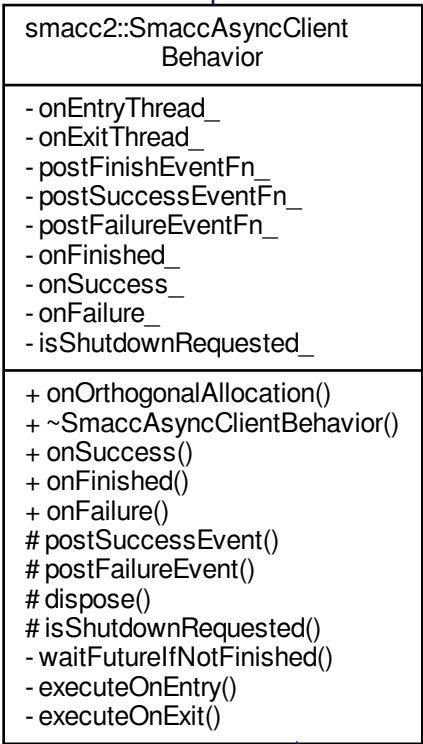 smacc2::SmaccAsyncClient
Behavior
- onEntryThread_
- onExitThread_
- postFinishEventFn_
- postSuccessEventFn_
- postFailureEventFn_
- onFinished_
- onSuccess_
- onFailure_
- isShutdownRequested_
+ onOrthogonalAllocation()
+ ~SmaccAsyncClientBehavior()
+ onSuccess()
+ onFinished()
+ onFailure()
# postSuccessEvent()
# postFailureEvent()
# dispose()
# isShutdownRequested()
- waitFutureIfNotFinished()
- executeOnEntry()
- executeOnExit()